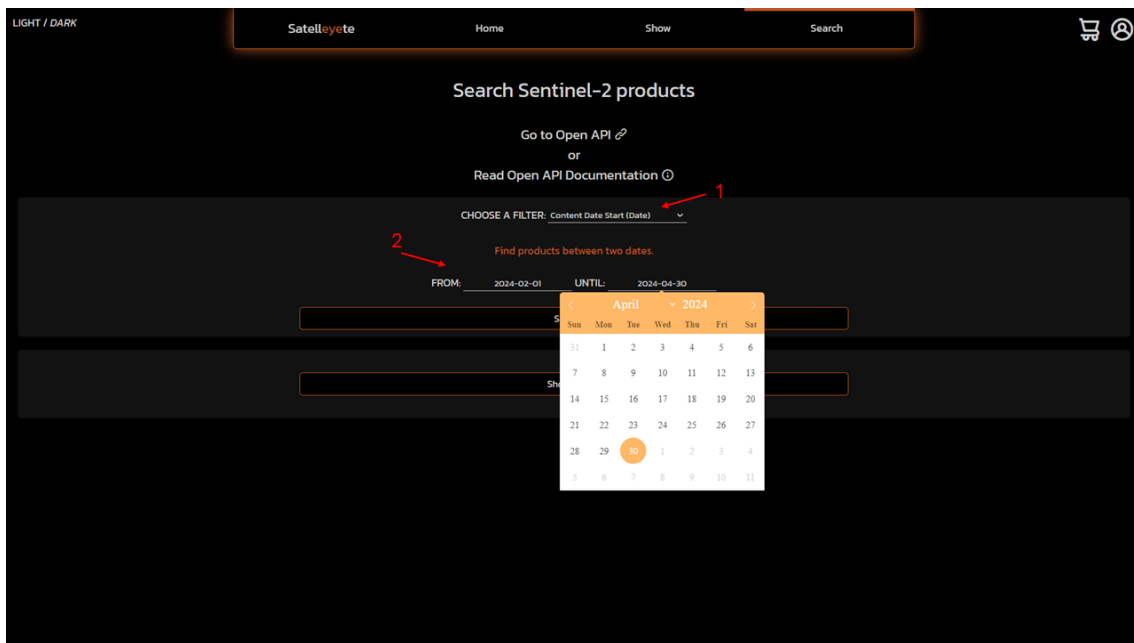 LIGHT / DARK
Satelleyete Home Show Search
Search Sentinel-2 products
Go to Open API
or
Read Open API Documentation
1
CHOOSE A FILTER: Content Date Start (Date)
2
Find products between two dates.
FROM: 2024-02-01 UNTIL: 2024-04-30
April 2024
S
Sun Mon Tue Wed Thu Fri Sat
31 1 2 3 4 5 6
7 8 9 10 11 12 13
Sho
14 15 16 17 18 19 20
21 22 23 24 25 26 27
28 29 30 1 2 3 4
5 6 7 8 9 10 11